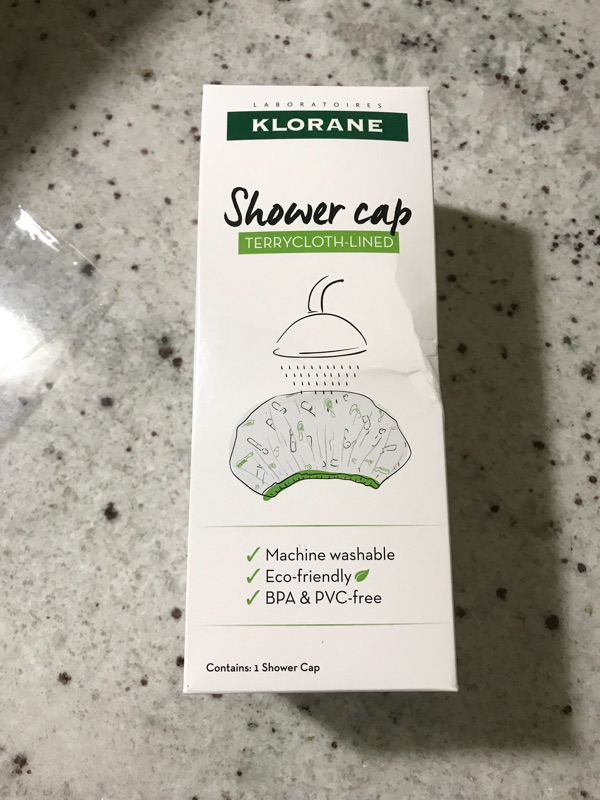 LABORATOIRES
KLORANE
Shower cap
TERRYCLOTH-LINED
✓ Machine washable
✓ Eco-friendly
✓ BPA & PVC-free
Contains: 1 Shower Cap